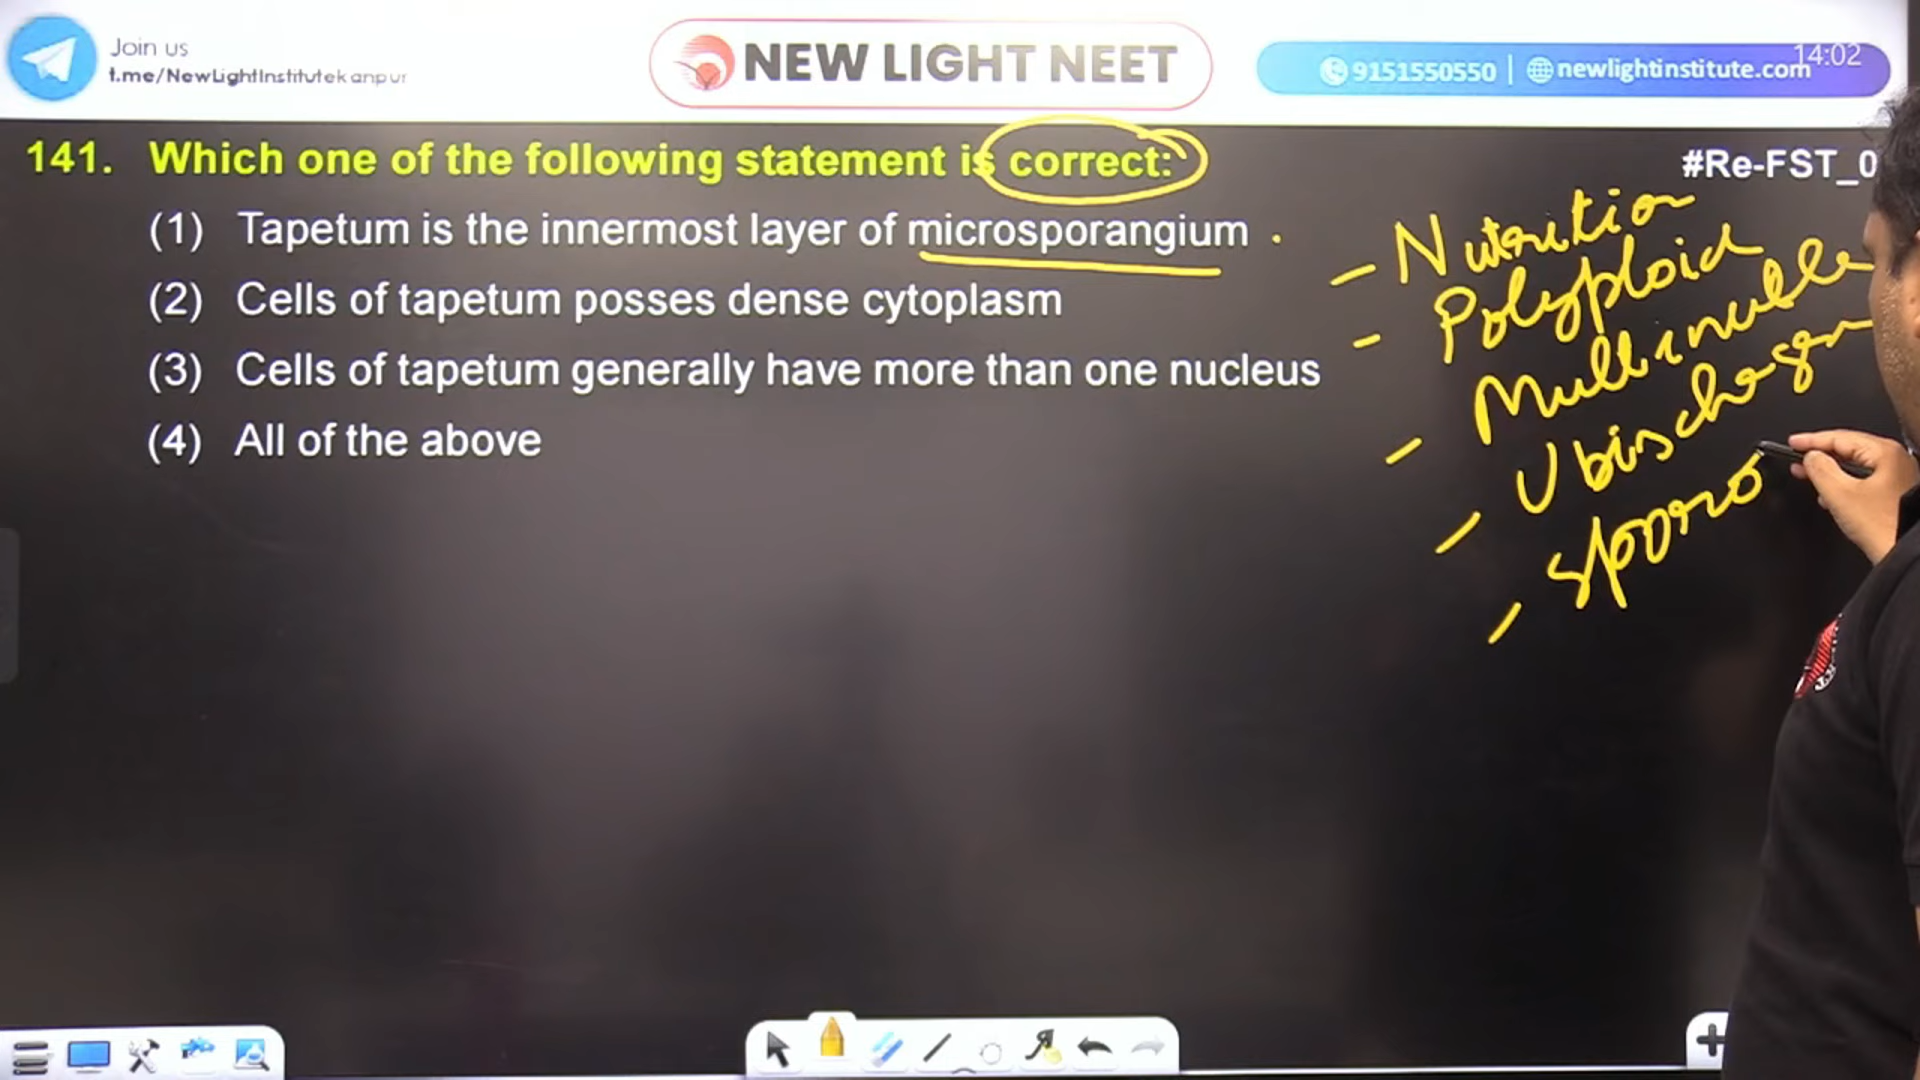 Join us
t.me/NewLightInstitutekanpur
NEW LIGHT NEET
9151550550 | newlightinstitute.com
14:02
141. Which one of the following statement is correct:
#Re-FST_0
(1) Tapetum is the innermost layer of microsporangium
(2) Cells of tapetum posses dense cytoplasm
(3) Cells of tapetum generally have more than one nucleus
(4) All of the above
- Nutrition
- Polyploid
- Multinucle
- Ubisch
- Sporo